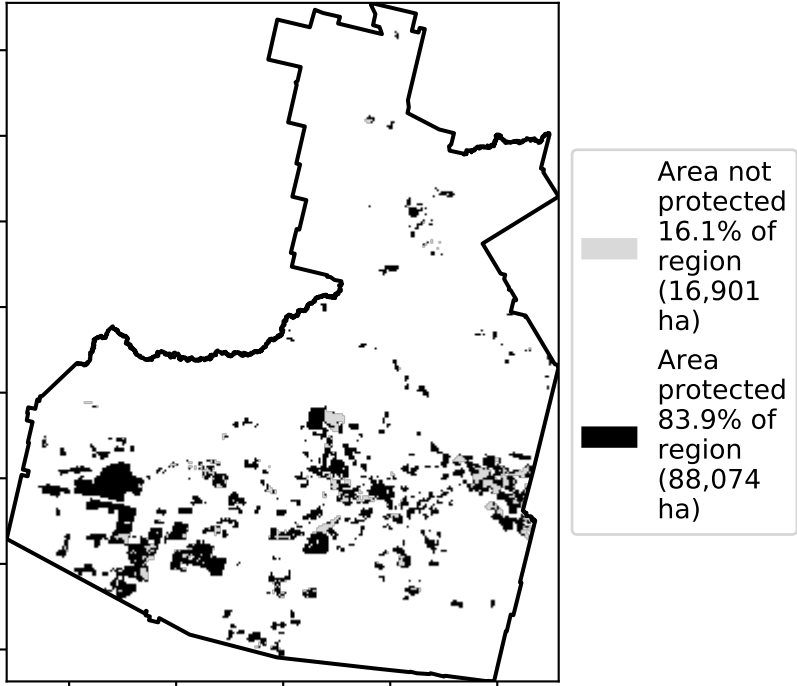 Area not
protected
16.1% of
region
(16,901
ha)
Area
protected
83.9% of
region
(88,074
ha)